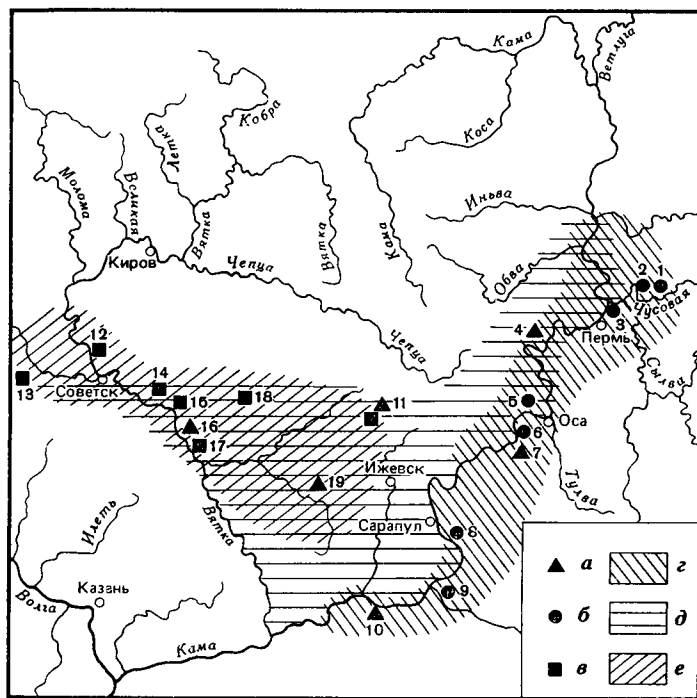 Кама
Ветлуга
Коса
Кобра
Летка
Молома
Великая
Вятка
Вятка
Кама
Иньва
Киров
Чепца
Обва
2 1
Чусовая
3
Пермь
4
Чепца
Сылва
12
13
Советск
14
15
18
11
5
Оса
16
6
17
7
Ижевск
19
Тулва
Сарапул
8
Илеть
Вятка
Казань
Волга
9
10
Кама
а г
б д
в е